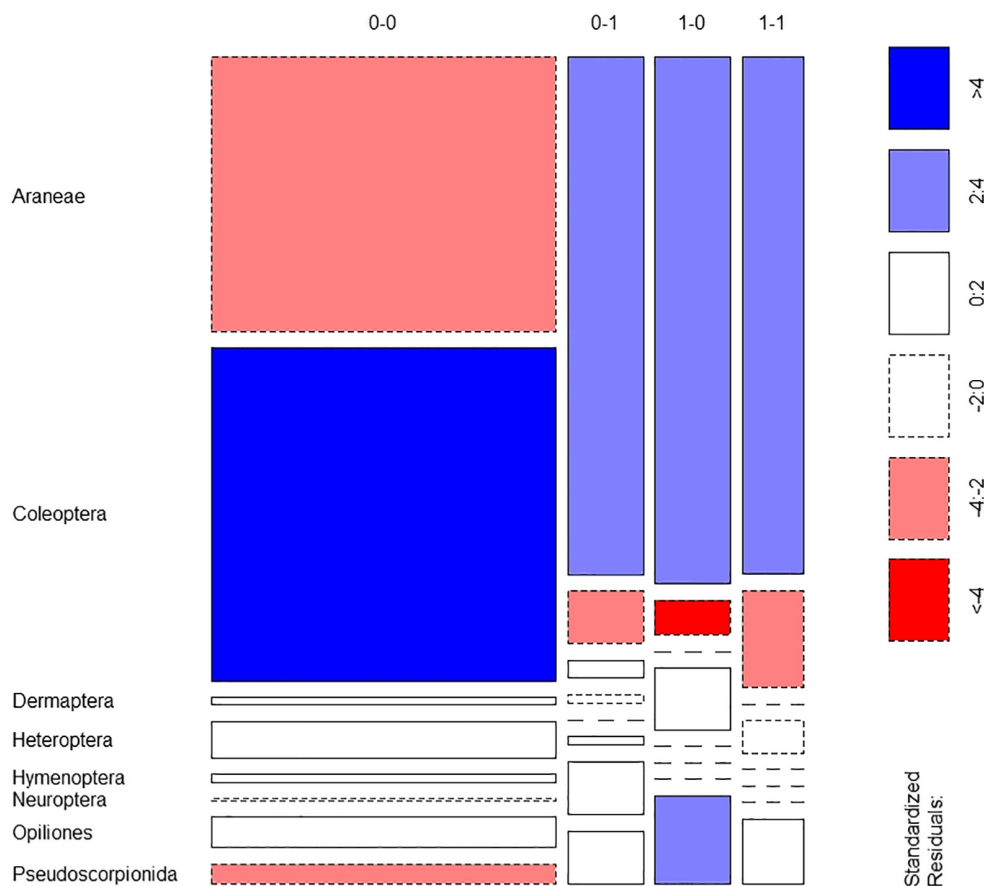 0-0 0-1 1-0 1-1
Araneae
Coleoptera
Dermaptera
Heteroptera
Hymenoptera
Neuroptera
Opiliones
Pseudoscorpionida
>4
2:4
0:2
-2:0
-4:-2
<-4
Standardized
Residuals: